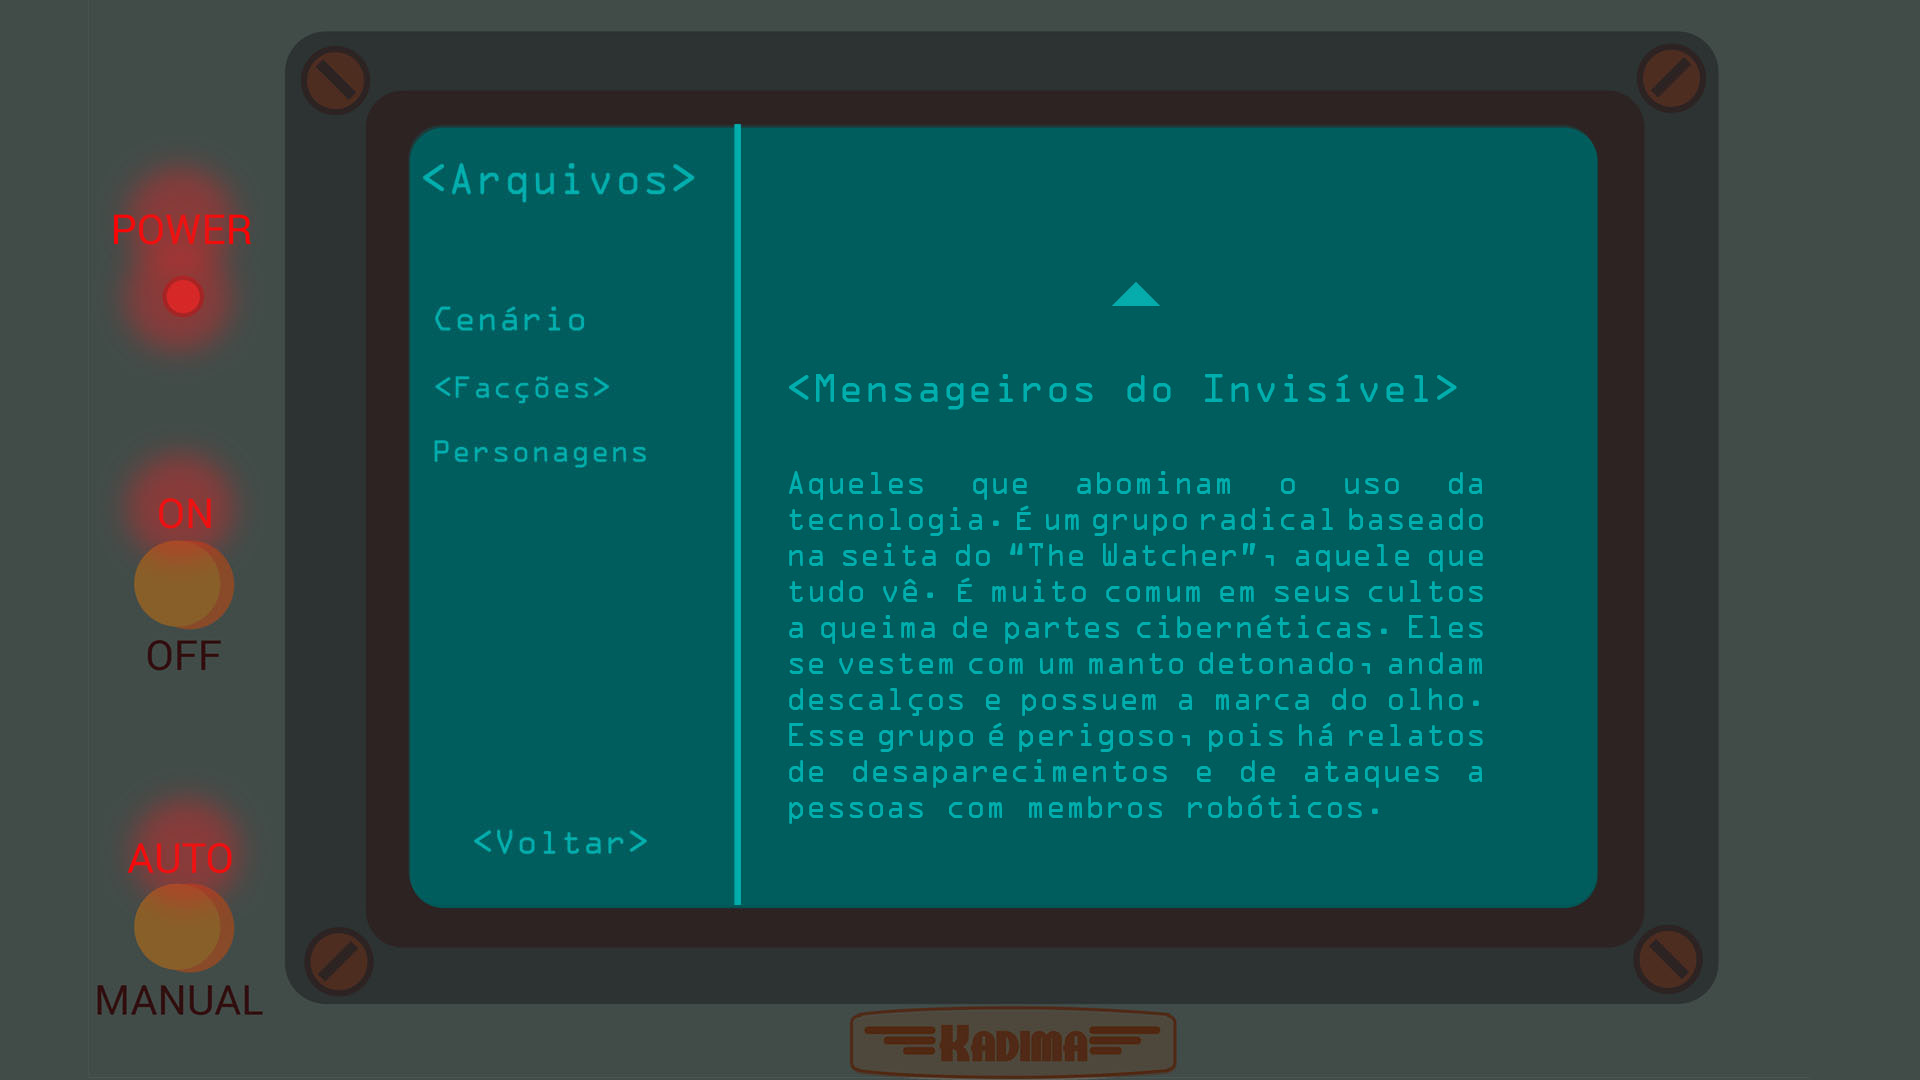 POWER
ON
OFF
AUTO
MANUAL
<Arquivos>
Cenário
<Facções>
Personagens
<Voltar>
<Mensageiros do Invisível>
Aqueles que abominam o uso da
tecnologia. É um grupo radical baseado
na seita do “The Watcher”, aquele que
tudo vê. É muito comum em seus cultos
a queima de partes cibernéticas. Eles
se vestem com um manto detonado, andam
descalços e possuem a marca do olho.
Esse grupo é perigoso, pois há relatos
de desaparecimentos e de ataques a
pessoas com membros robóticos.
KADIMA